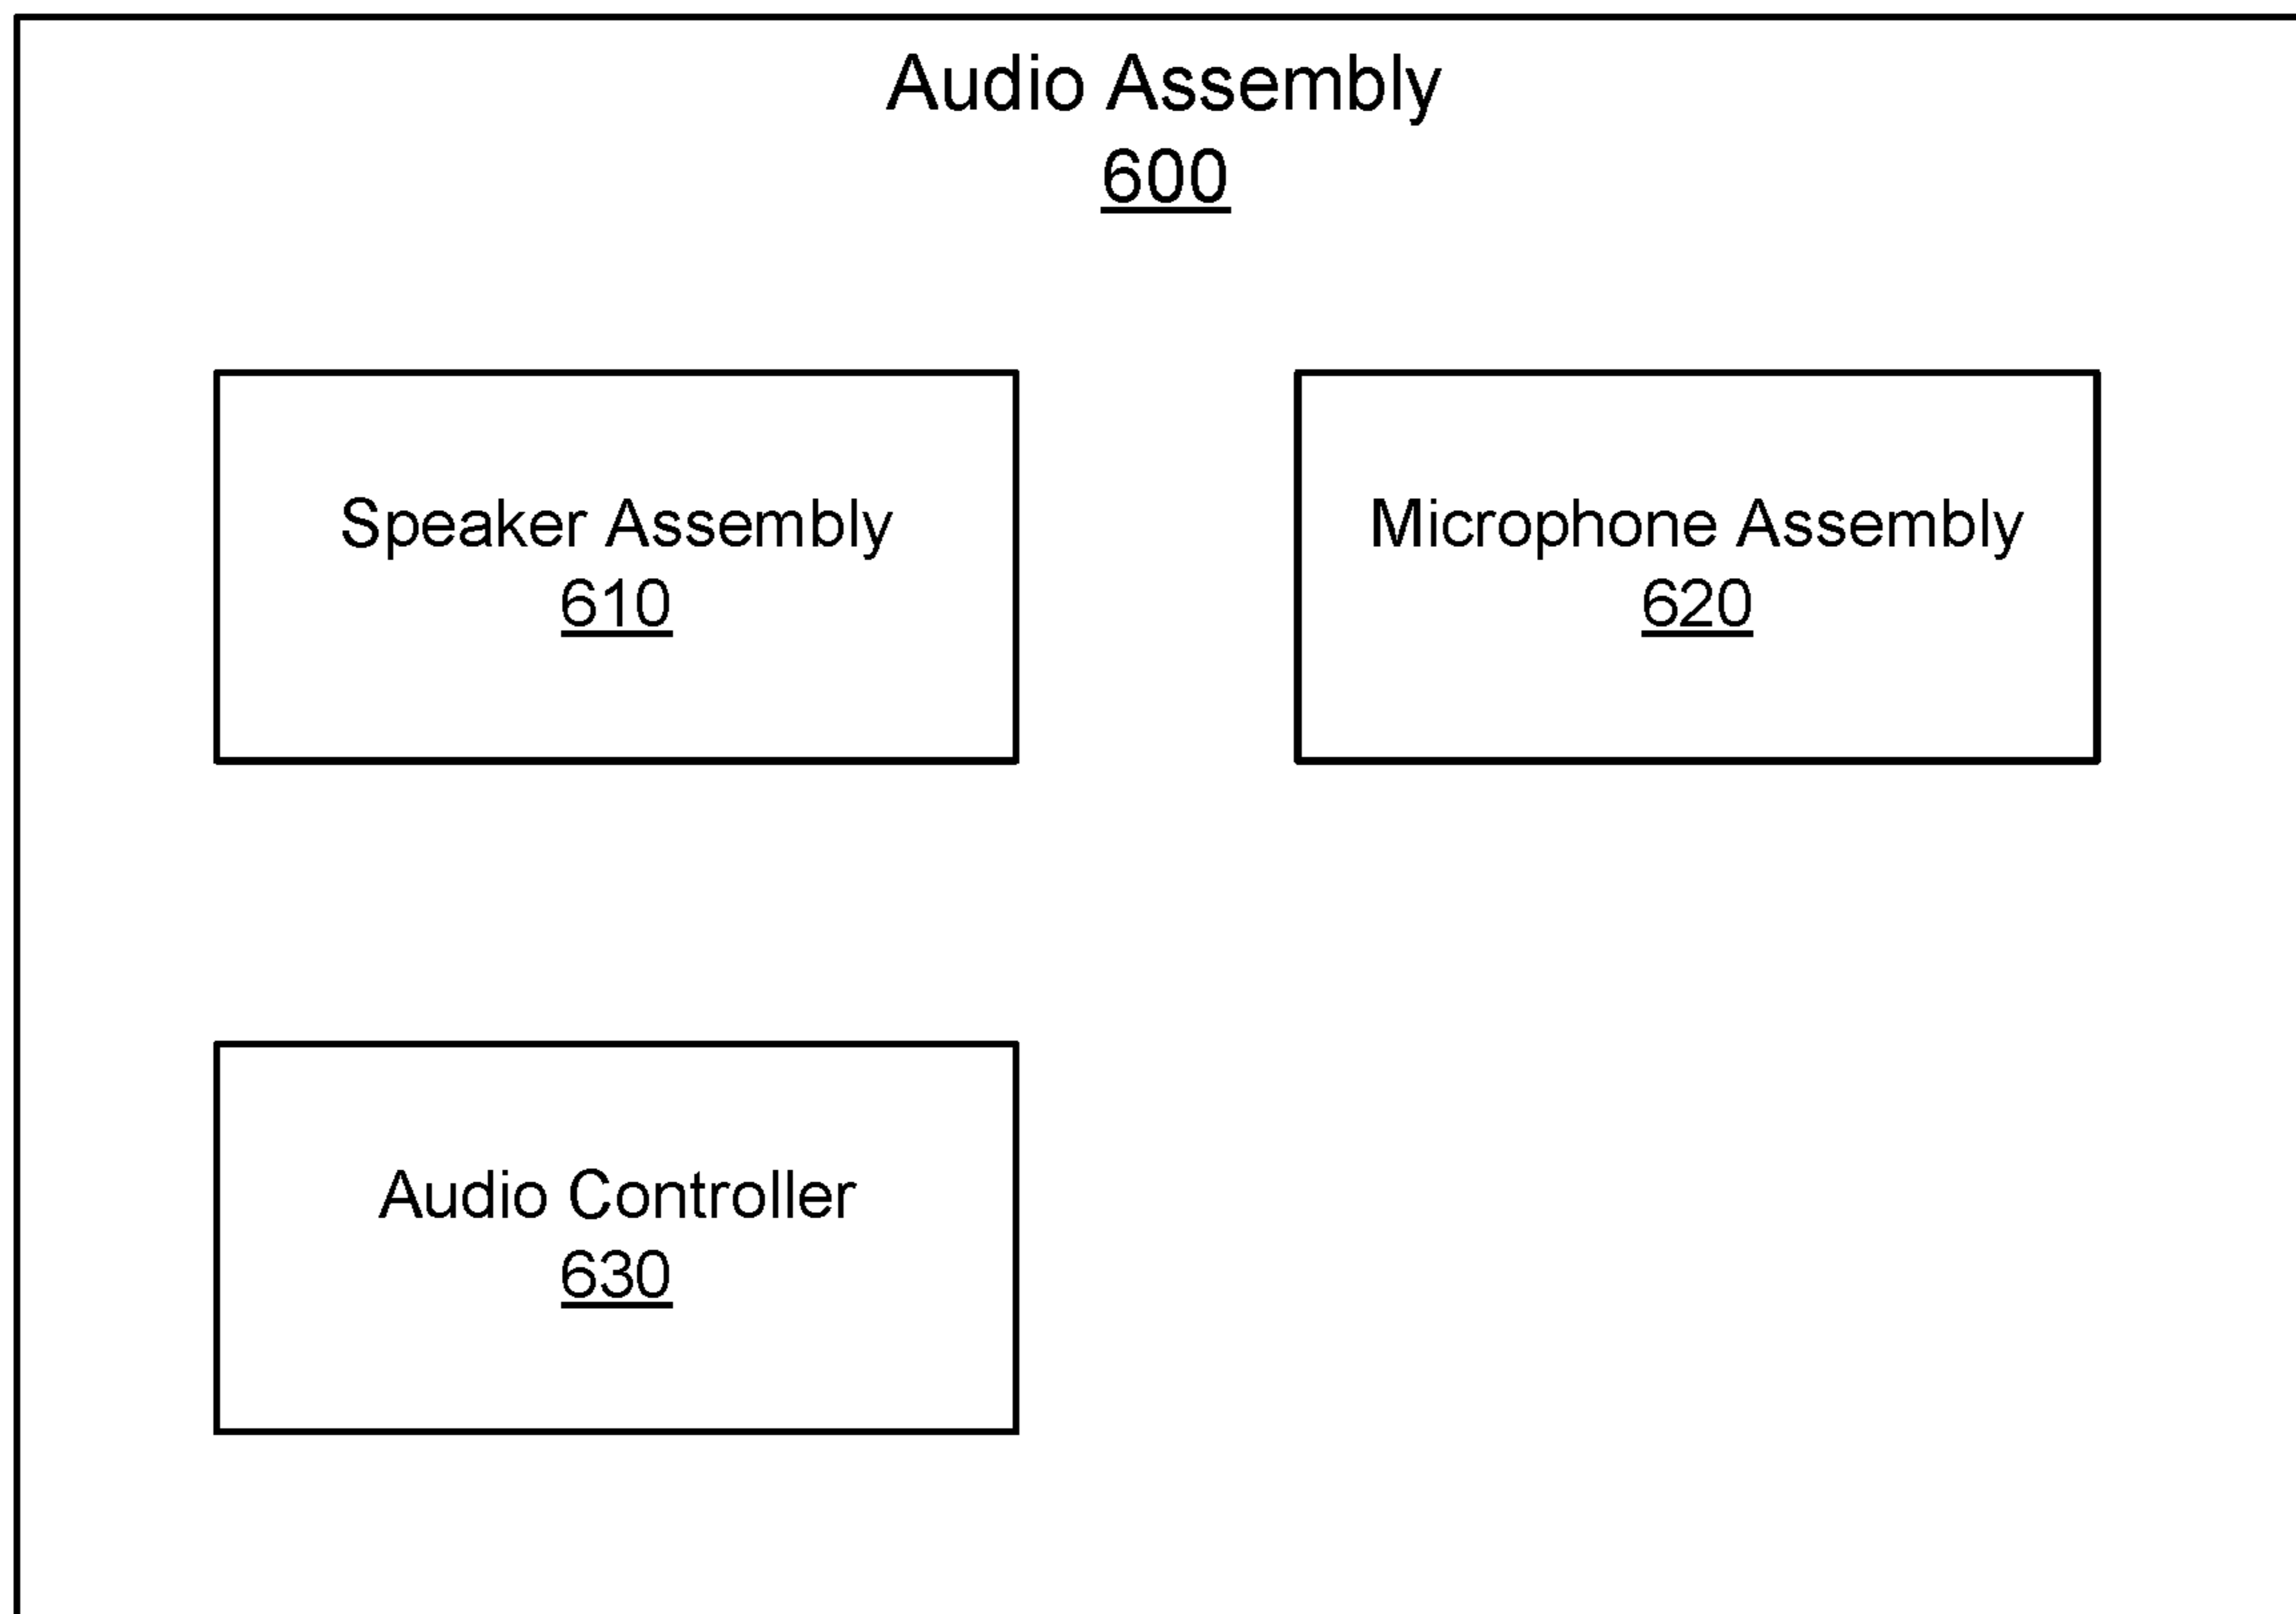 Audio Assembly
600
Speaker Assembly
610
Microphone Assembly
620
Audio Controller
630